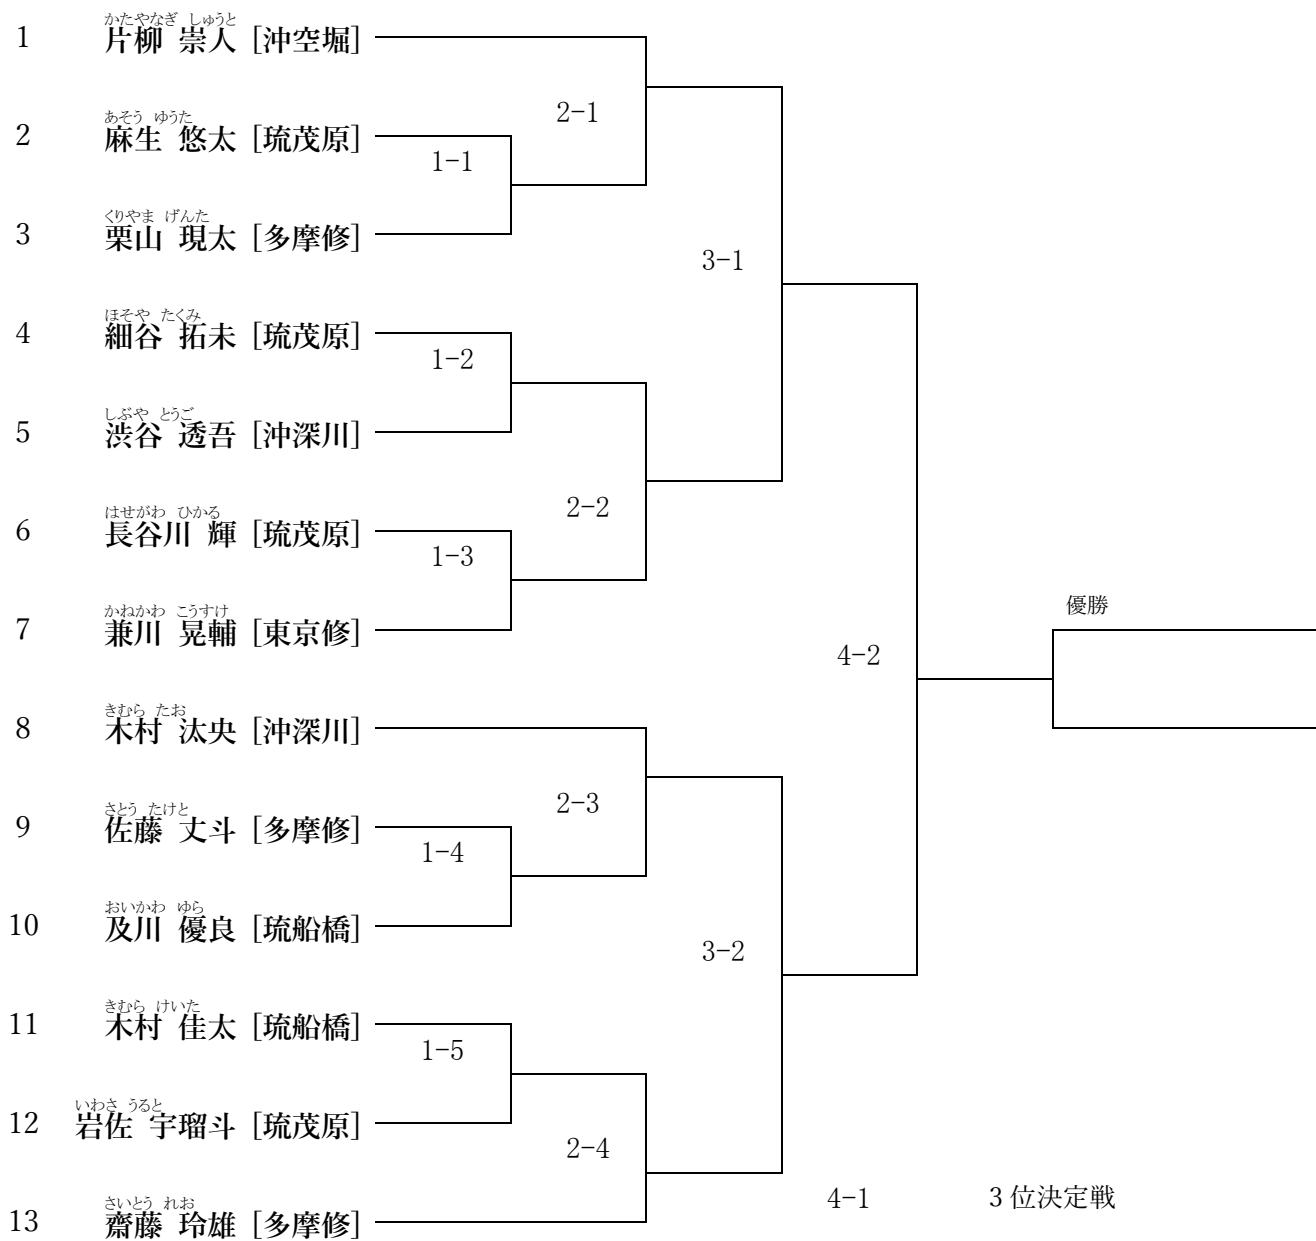 かたやなぎ しゅうと
1 片柳 崇人 [沖空堀]
2-1
あそう ゆうた
2 麻生 悠太 [琉茂原]
1-1
くりやま げんた
3 栗山 現太 [多摩修]
3-1
ほそや たくみ
4 細谷 拓未 [琉茂原]
1-2
しぶや とうご
5 渋谷 透吾 [沖深川]
2-2
はせがわ ひかる
6 長谷川 輝 [琉茂原]
1-3
かねかわ こうすけ
7 兼川 晃輔 [東京修]
優勝
4-2
きむら たお
8 木村 汰央 [沖深川]
2-3
さとう たけと
9 佐藤 丈斗 [多摩修]
1-4
おいかわ ゆら
10 及川 優良 [琉船橋]
3-2
きむら けいた
11 木村 佳太 [琉船橋]
1-5
いわさ うると
12 岩佐 宇瑠斗 [琉茂原]
2-4
さいとう れお
13 齋藤 玲雄 [多摩修]
4-1 3位決定戦